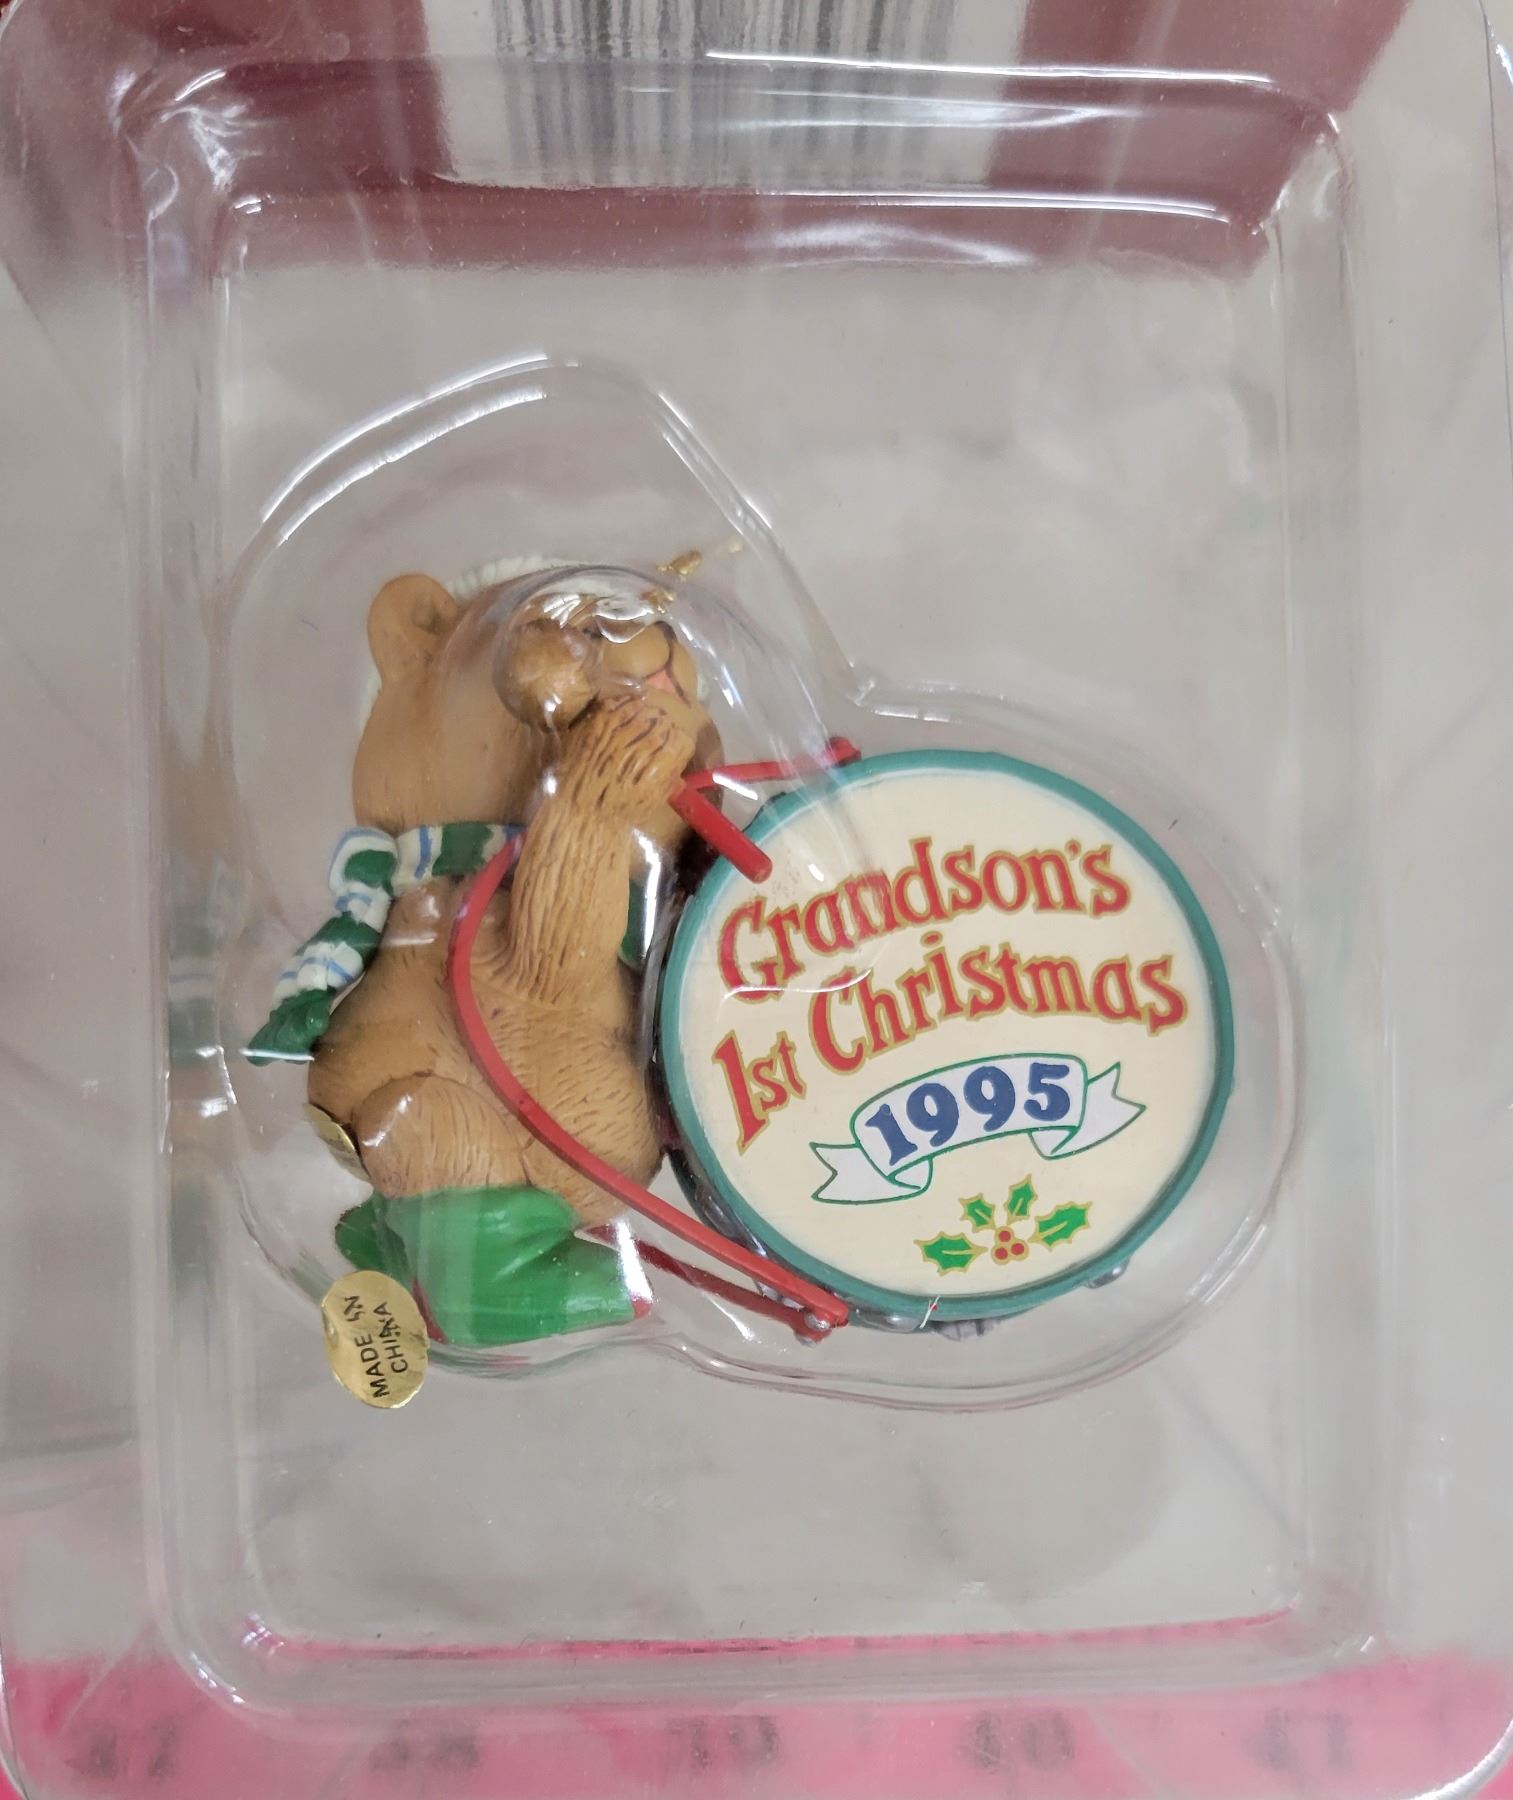 Grandson's
1st Christmas
1995
MADE IN
CHINA